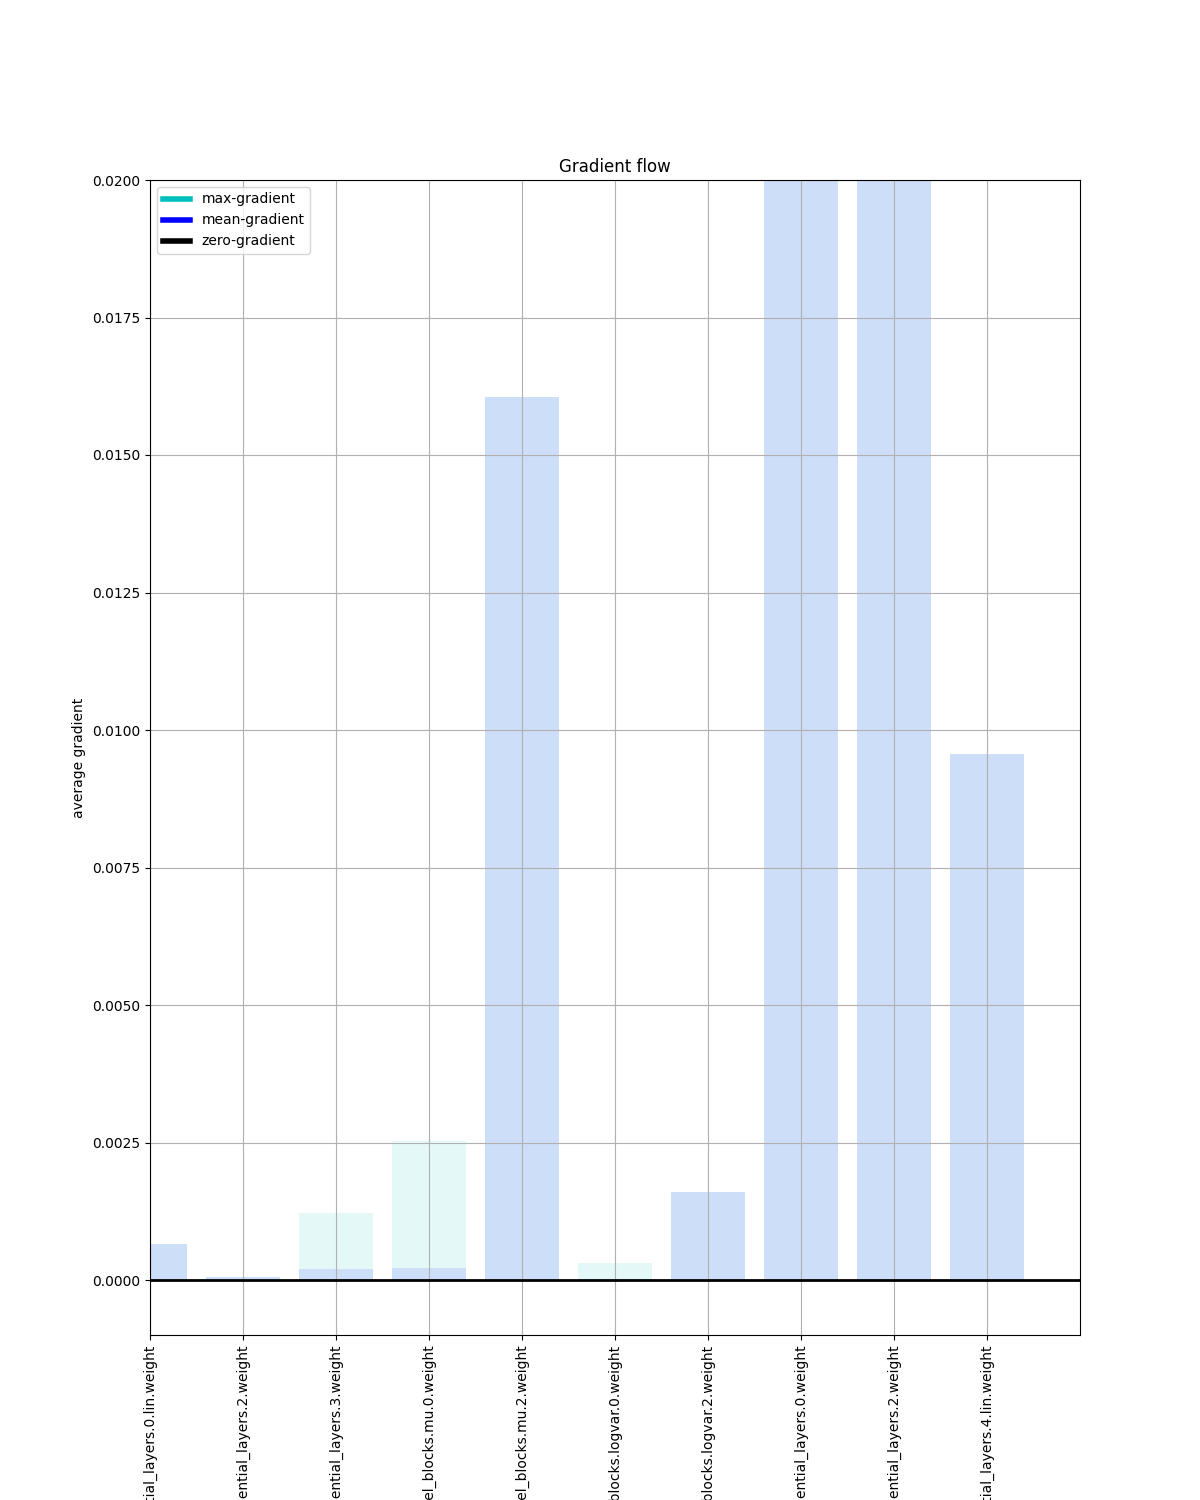 Gradient flow
max-gradient
mean-gradient
zero-gradient
0.0200
0.0175
0.0150
0.0125
0.0100
0.0075
0.0050
0.0025
0.0000
average gradient
tial_layers.0.lin.weight
ential_layers.2.weight
ential_layers.3.weight
el_blocks.mu.0.weight
el_blocks.mu.2.weight
blocks.logvar.0.weight
blocks.logvar.2.weight
ential_layers.0.weight
ential_layers.2.weight
tial_layers.4.lin.weight